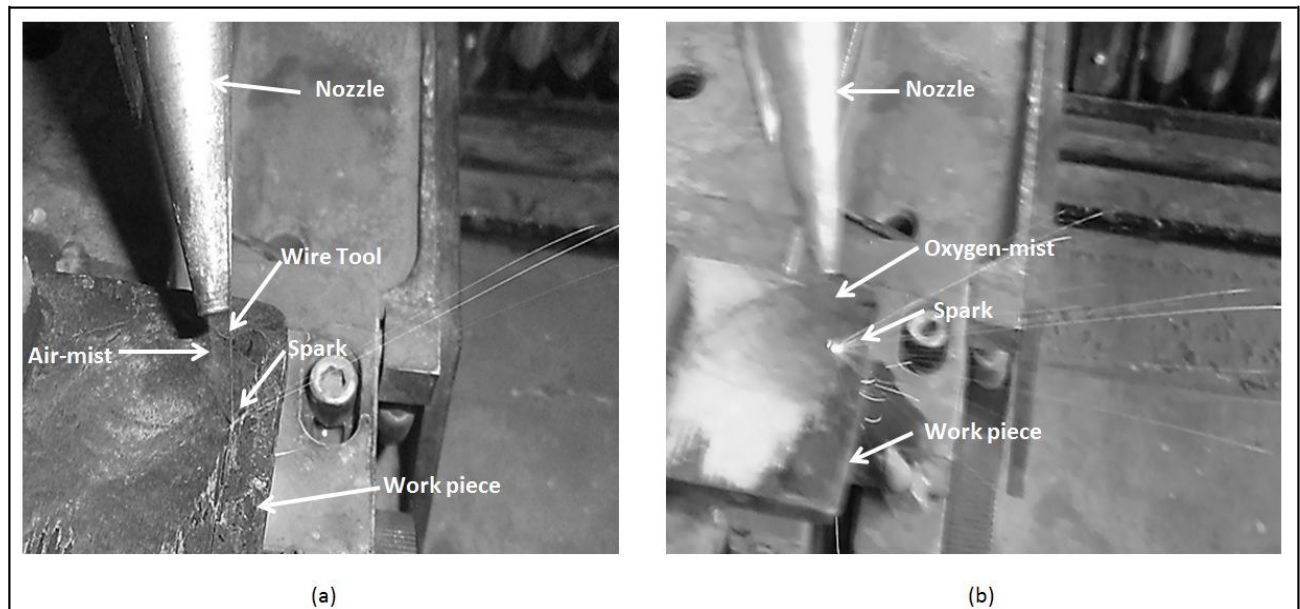 Nozzle
Wire Tool
Air-mist
Spark
Work piece
(a)
Nozzle
Oxygen-mist
Spark
Work piece
(b)